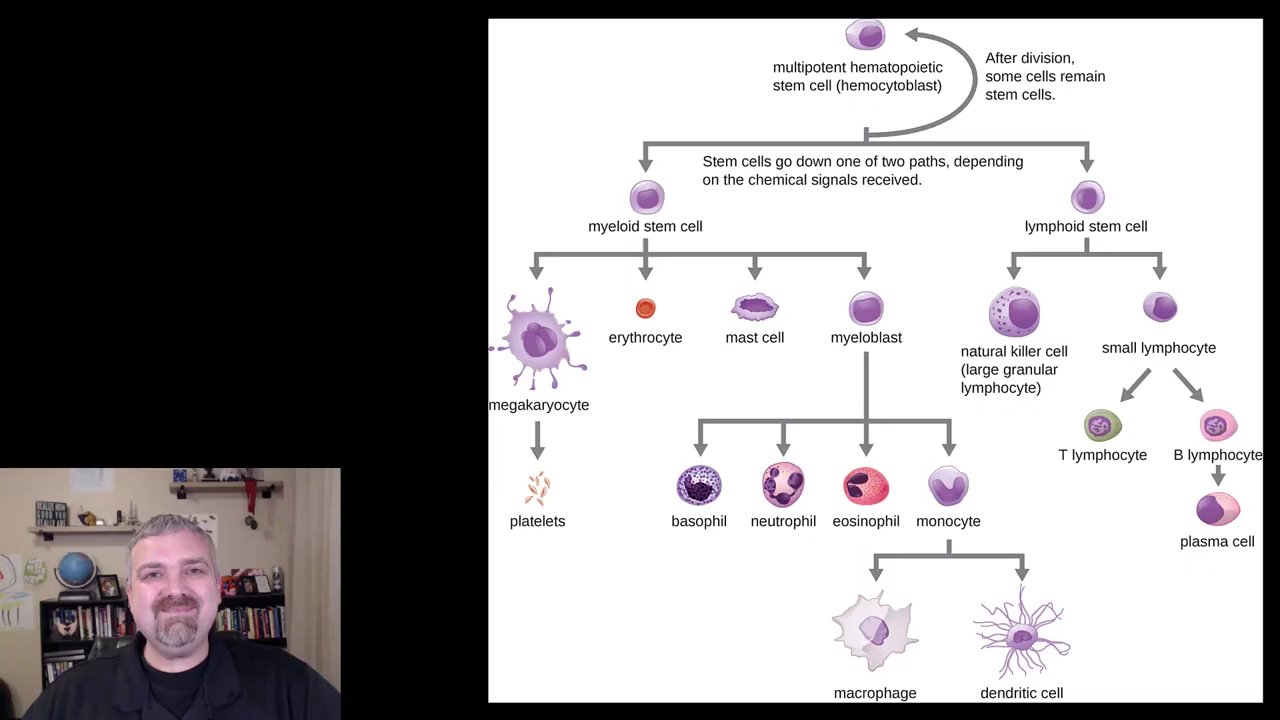 multipotent hematopoietic
stem cell (hemocytoblast)
After division,
some cells remain
stem cells.
Stem cells go down one of two paths, depending
on the chemical signals received.
myeloid stem cell
lymphoid stem cell
megakaryocyte
erythrocyte
mast cell
myeloblast
natural killer cell
(large granular
lymphocyte)
small lymphocyte
platelets
basophil
neutrophil
eosinophil
monocyte
T lymphocyte
B lymphocyte
plasma cell
macrophage
dendritic cell